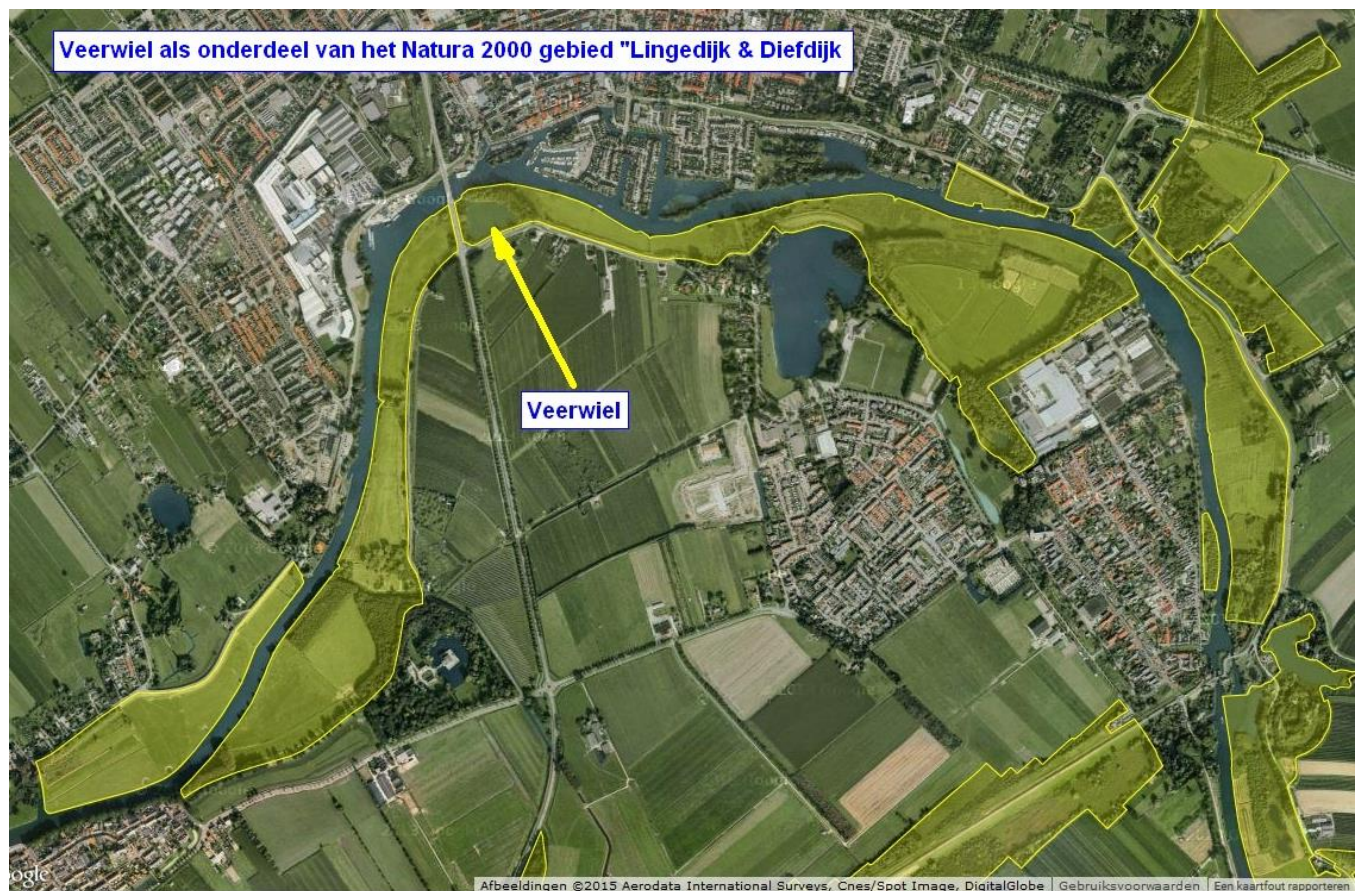 Veerwiel als onderdeel van het Natura 2000 gebied "Lingedijk & Diefdijk
Veerwiel
ogle
Afbeeldingen ©2015 Aerodata International Surveys, Cnes/Spot Image, DigitalGlobe Gebruiksvoorwaarden Een kaartfout rapporteren